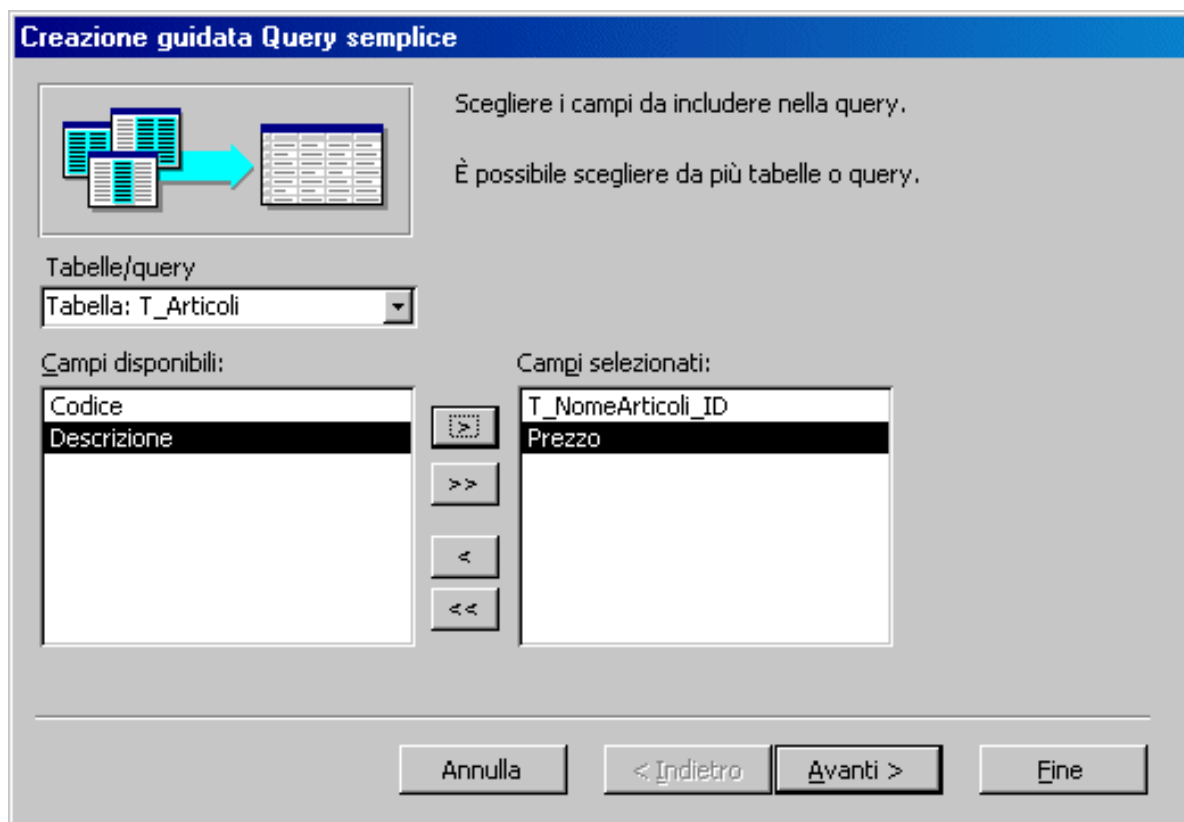 Creazione guidata Query semplice
Scegliere i campi da includere nella query.
È possibile scegliere da più tabelle o query.
Tabelle/query
Tabella: T_Articoli
Campi disponibili:
Campi selezionati:
Codice
Descrizione
T_NomeArticoli_ID
Prezzo
>
>>
<
<<
Annulla
< Indietro
Avanti >
Fine